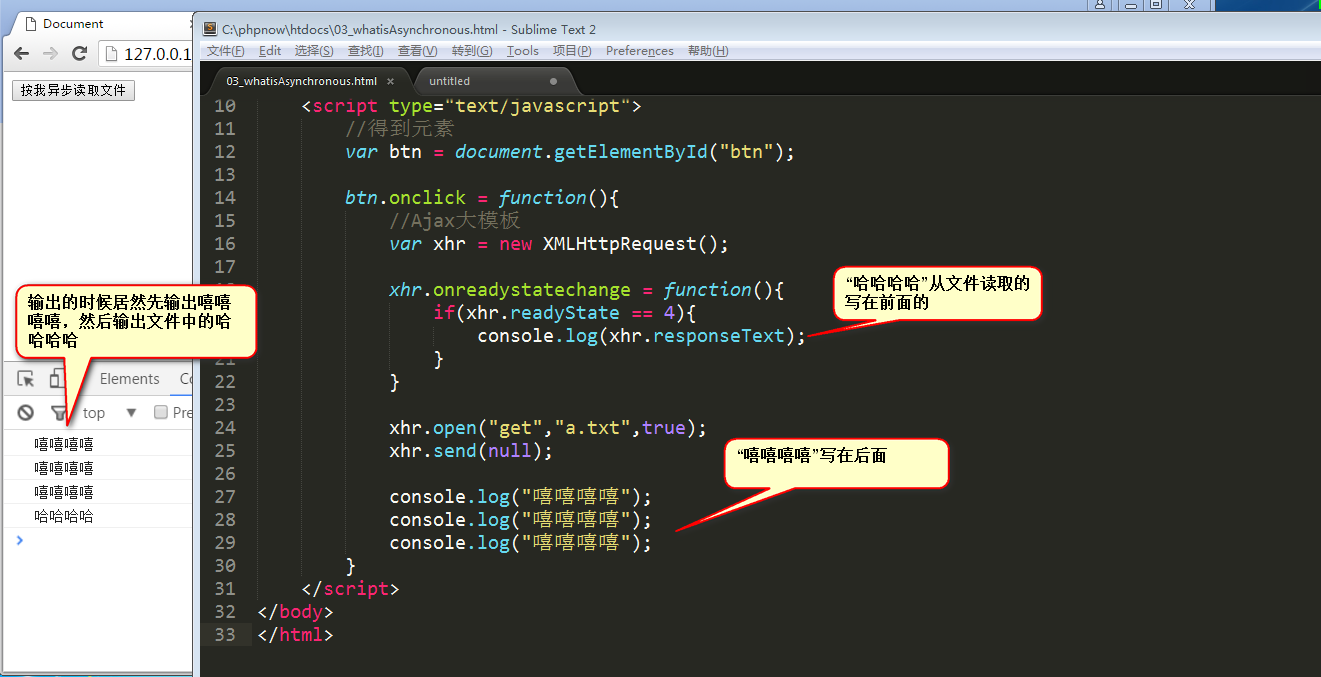 Document
127.0.0.1
按我异步读取文件
C:\phpnow\htdocs\03_whatisAsynchronous.html - Sublime Text 2
文件(F) Edit 选择(S) 查找(I) 查看(V) 转到(G) Tools 项目(P) Preferences 帮助(H)
03_whatisAsynchronous.html × untitled
10 <script type="text/javascript">
11 //得到元素
12 var btn = document.getElementById("btn");
13
14 btn.onclick = function(){
15 //Ajax大模板
16 var xhr = new XMLHttpRequest();
17
xhr.onreadystatechange = function(){
if(xhr.readyState == 4){
console.log(xhr.responseText);
21 }
22 }
23
24 xhr.open("get","a.txt",true);
25 xhr.send(null);
26
27 console.log("嘻嘻嘻嘻");
28 console.log("嘻嘻嘻嘻");
29 console.log("嘻嘻嘻嘻");
30 }
31 </script>
32 </body>
33 </html>
“哈哈哈哈”从文件读取的
写在前面的
“嘻嘻嘻嘻”写在后面
输出的时候居然先输出嘻嘻
嘻嘻，然后输出文件中的哈
哈哈哈
Elements
top ▼ Pre
嘻嘻嘻嘻
嘻嘻嘻嘻
嘻嘻嘻嘻
哈哈哈哈